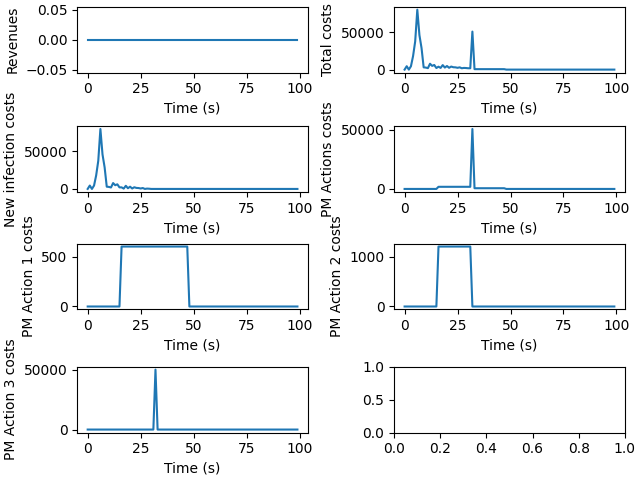 Revenues
0.05
0.00
−0.05
0 25 50 75 100
Time (s)
Total costs
50000
0
0 25 50 75 100
Time (s)
New infection costs
50000
0
0 25 50 75 100
Time (s)
PM Actions costs
50000
0
0 25 50 75 100
Time (s)
PM Action 1 costs
500
0
0 25 50 75 100
Time (s)
PM Action 2 costs
1000
0
0 25 50 75 100
Time (s)
PM Action 3 costs
50000
0
0 25 50 75 100
Time (s)
1.0
0.5
0.0
0.0 0.2 0.4 0.6 0.8 1.0